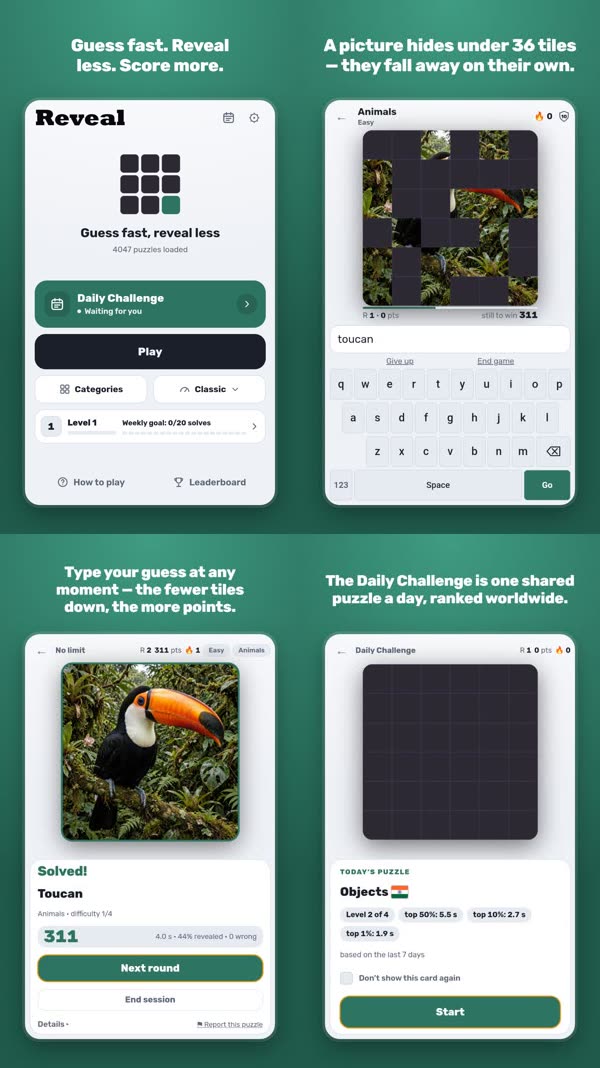 Guess fast. Reveal
less. Score more.
Reveal
Guess fast, reveal less
4047 puzzles loaded
Daily Challenge
• Waiting for you
Play
Categories
Classic
1 Level 1 Weekly goal: 0/20 solves
How to play
Leaderboard
A picture hides under 36 tiles
— they fall away on their own.
← Animals
Easy
🔥 0
R 1 · 0 pts
still to win 311
toucan
Give up
End game
q w e r t y u i o p
a s d f g h j k l
z x c v b n m
123 Space Go
Type your guess at any
moment — the fewer tiles
down, the more points.
← No limit R 2 311 pts 🔥 1 Easy Animals
Solved!
Toucan
Animals • difficulty 1/4
311 4.0 s • 44% revealed • 0 wrong
Next round
End session
Details
Report this puzzle
The Daily Challenge is one shared
puzzle a day, ranked worldwide.
← Daily Challenge R 1 0 pts 🔥 0
TODAY'S PUZZLE
Objects
Level 2 of 4 top 50%: 5.5 s top 10%: 2.7 s
top 1%: 1.9 s
based on the last 7 days
Don't show this card again
Start